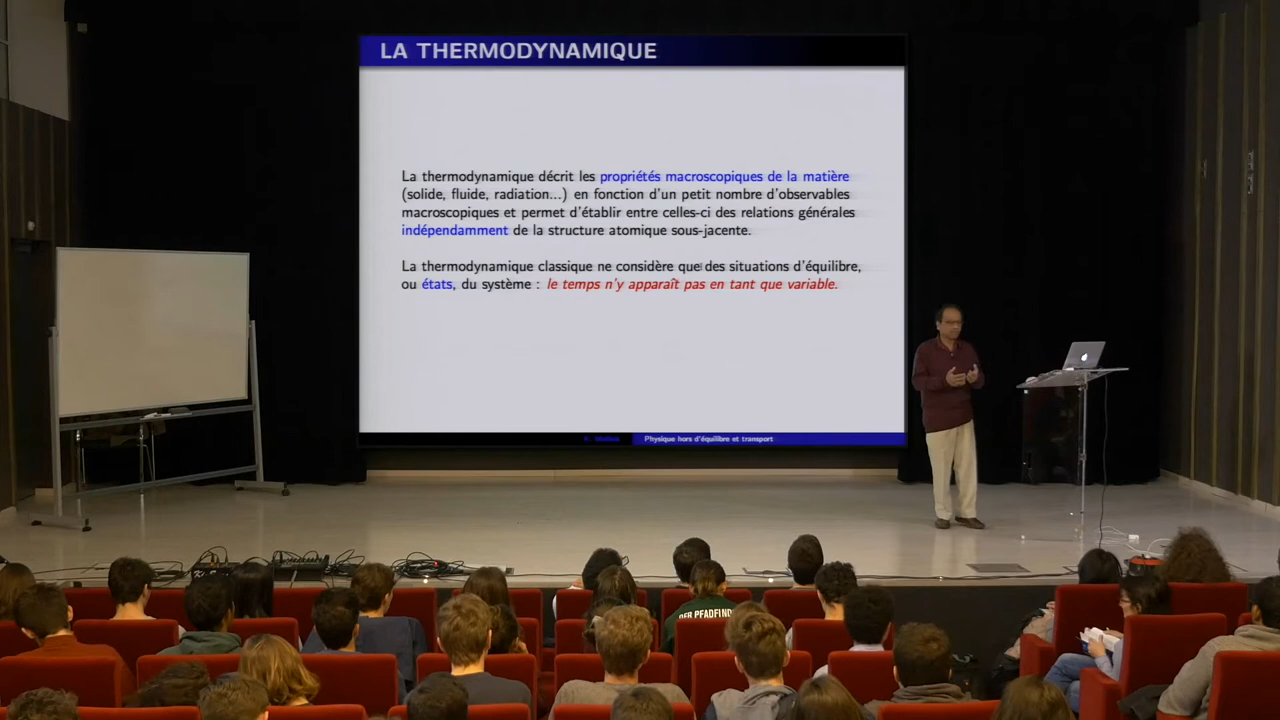 LA THERMODYNAMIQUE
La thermodynamique décrit les propriétés macroscopiques de la matière
(solide, fluide, radiation...) en fonction d'un petit nombre d'observables
macroscopiques et permet d'établir entre celles-ci des relations générales
indépendamment de la structure atomique sous-jacente.
La thermodynamique classique ne considère que des situations d'équilibre,
ou états, du système : le temps n'y apparaît pas en tant que variable.
Physique hors d'équilibre et transport
DER PFADFIND